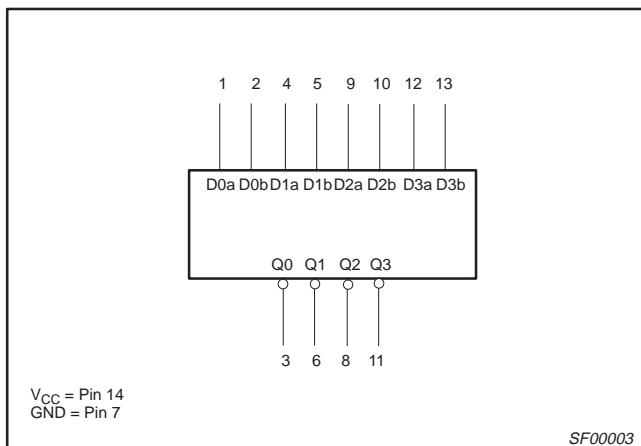 1 2 4 5 9 10 12 13
D0a D0b D1a D1b D2a D2b D3a D3b
Q0 Q1 Q2 Q3
3 6 8 11
VCC = Pin 14
GND = Pin 7
SF00003